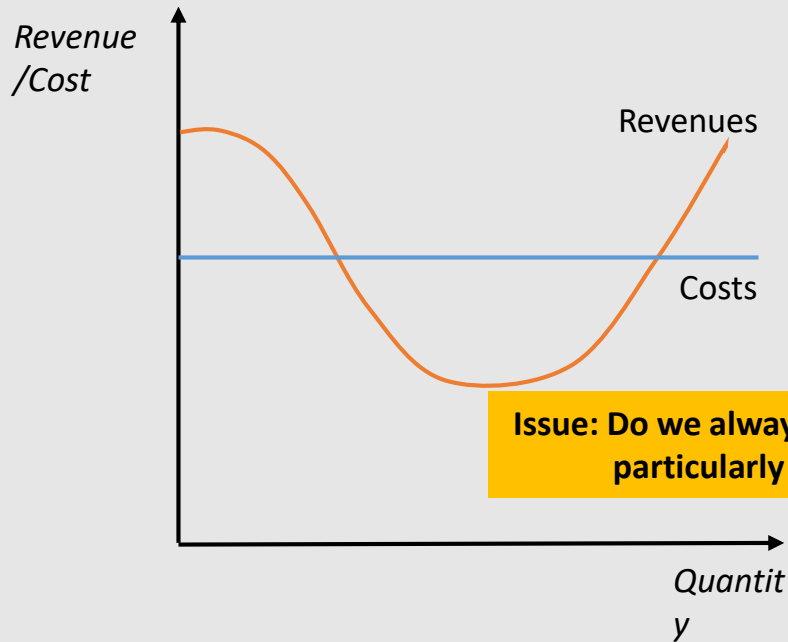 Revenue
/Cost
Revenues
Costs
Issue: Do we alway
particularly
Quantit
y